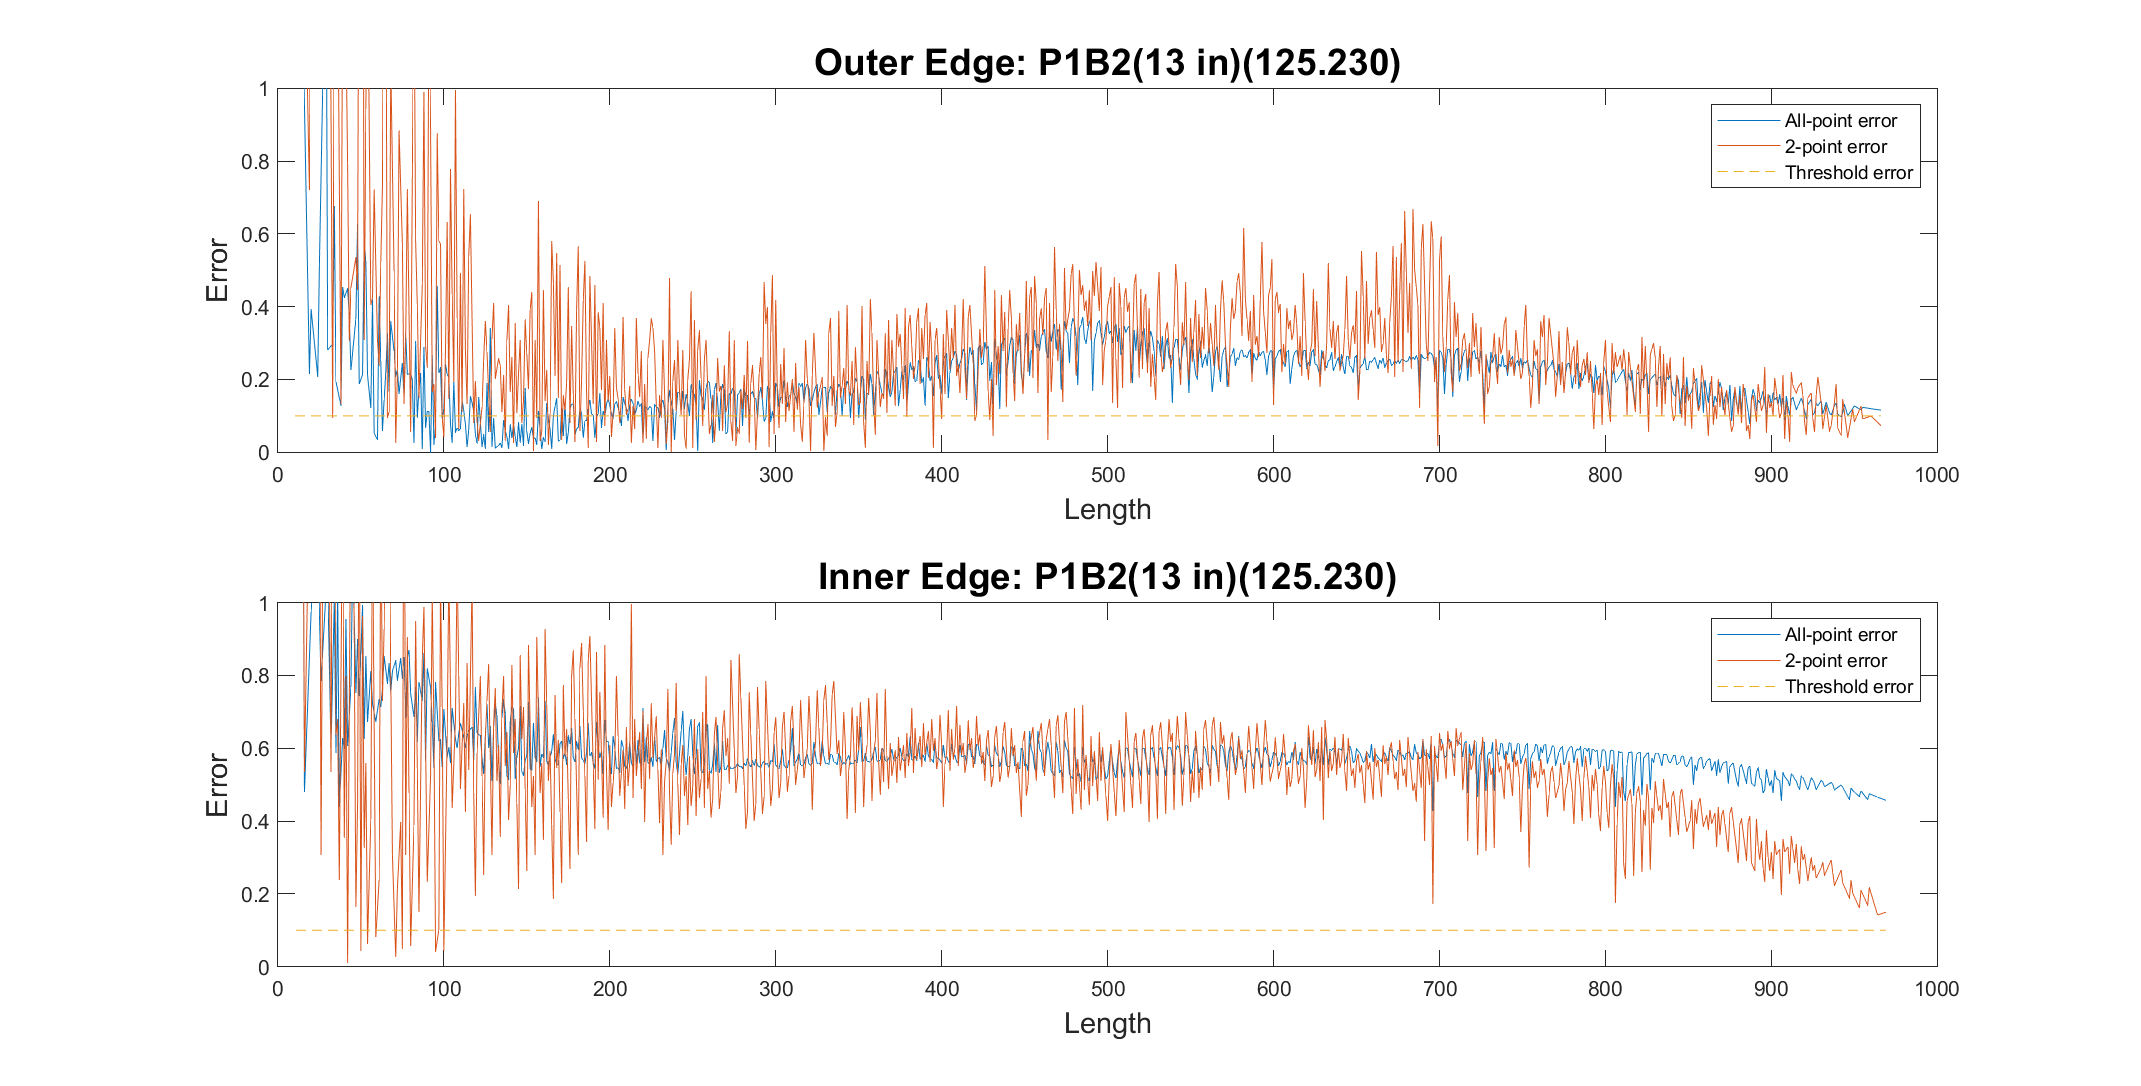 Outer Edge: P1B2(13 in)(125.230)
1
0.8
0.6
0.4
0.2
0
Error
All-point error
2-point error
Threshold error
0 100 200 300 400 500 600 700 800 900 1000
Length
Inner Edge: P1B2(13 in)(125.230)
1
0.8
0.6
0.4
0.2
0
Error
All-point error
2-point error
Threshold error
0 100 200 300 400 500 600 700 800 900 1000
Length